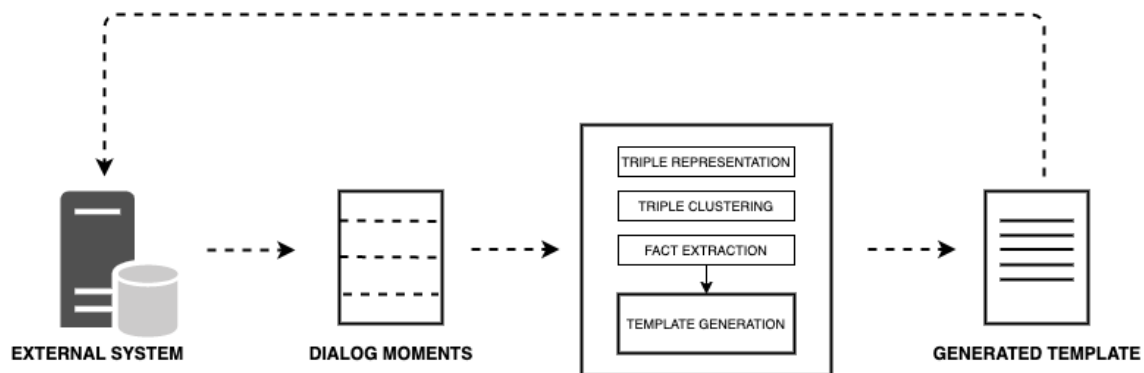 TRIPLE REPRESENTATION
TRIPLE CLUSTERING
FACT EXTRACTION
TEMPLATE GENERATION
EXTERNAL SYSTEM
DIALOG MOMENTS
GENERATED TEMPLATE